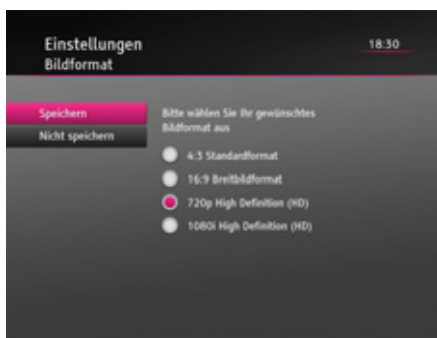 Einstellungen
18:30
Bildformat
Speichern
Nicht speichern
Bitte wählen Sie Ihr gewünschtes
Bildformat aus
4:3 Standardformat
16:9 Breitbildformat
720p High Definition (HD)
1080i High Definition (HD)